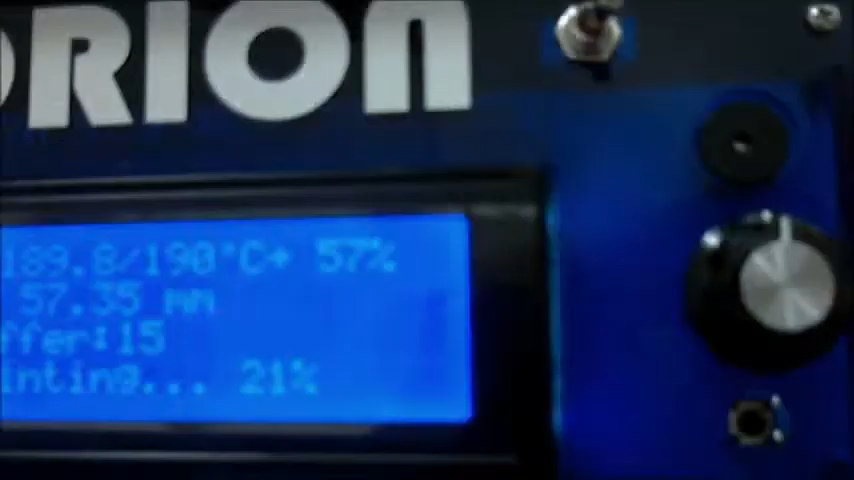 ORION
189.8/190°C→ 57%
57.35 mm
ffer:15
inting... 21%